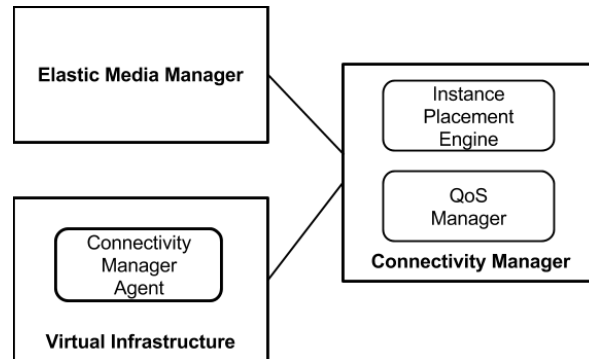 Elastic Media Manager
Instance
Placement
Engine
QoS
Manager
Connectivity Manager
Connectivity
Manager
Agent
Virtual Infrastructure